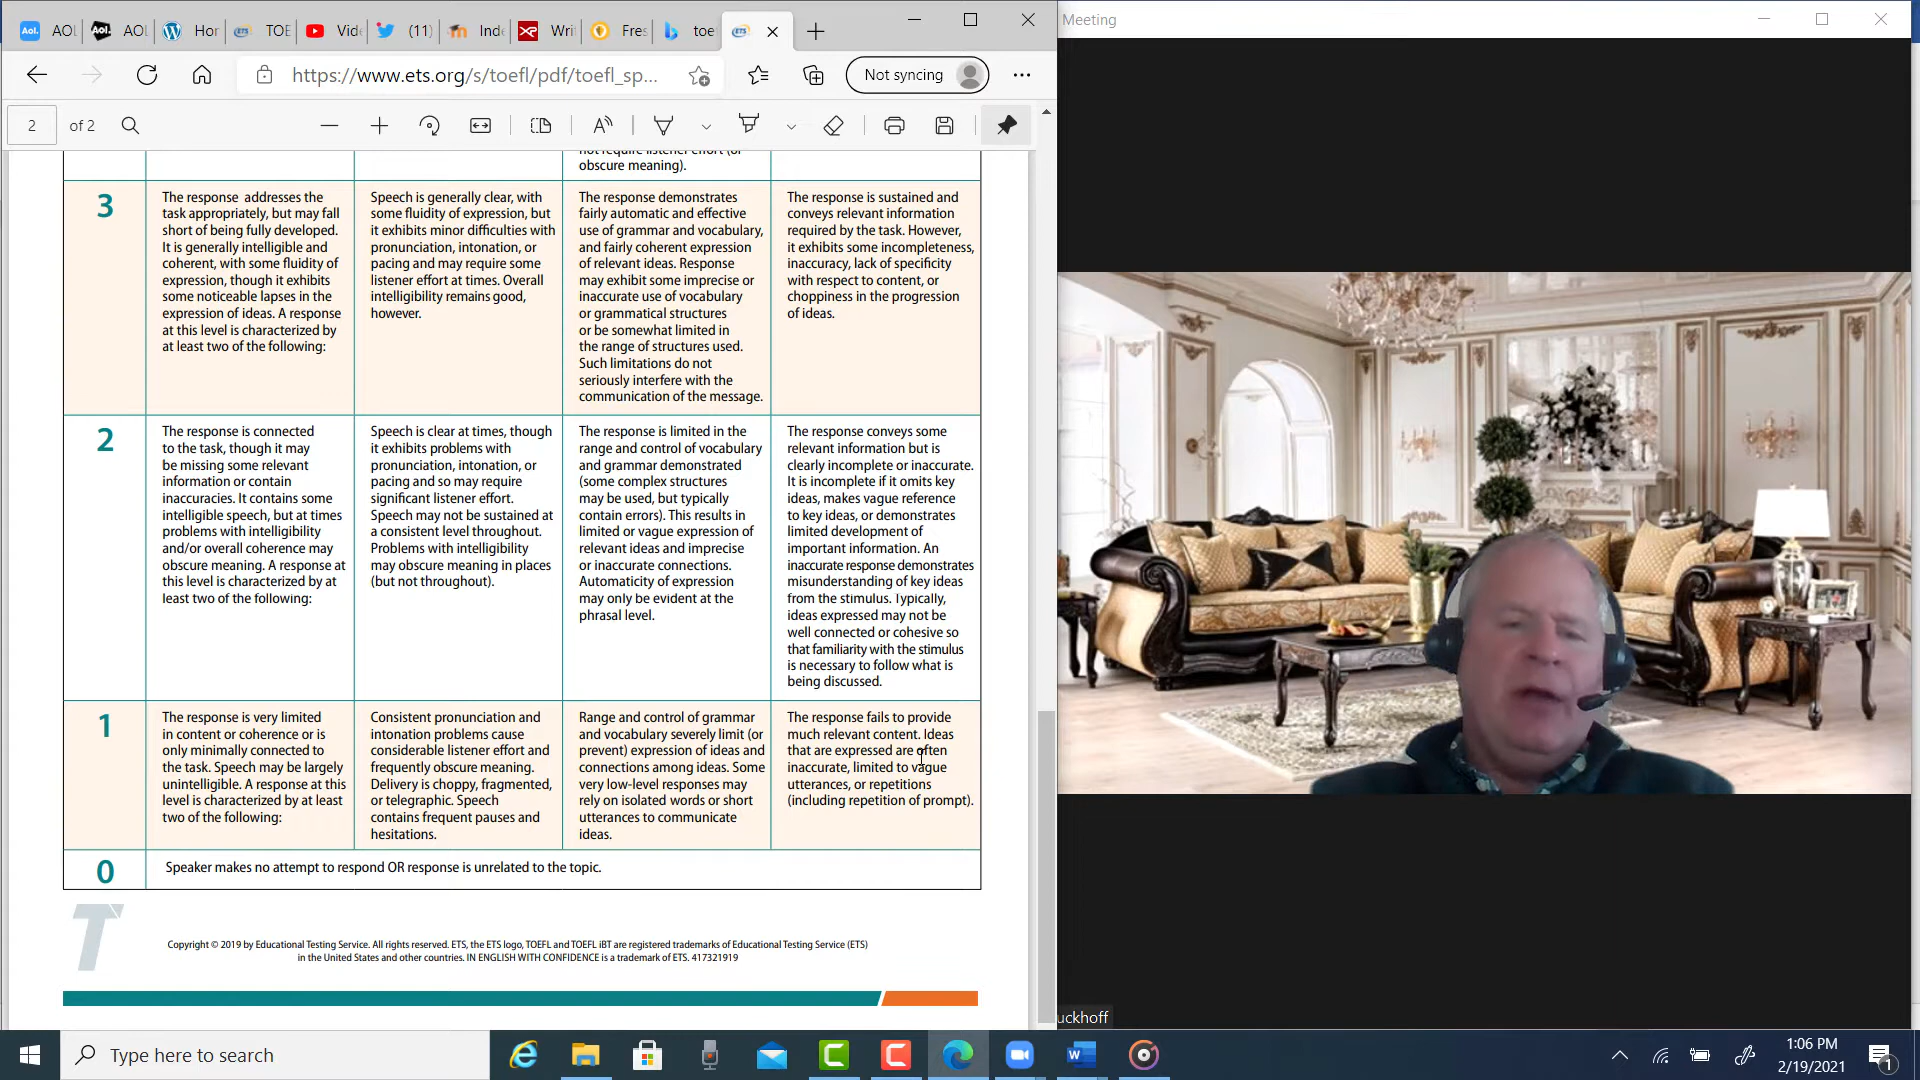 AOL
AOL
Hor
TOE
Vide
(11)
Inde
Writ
Fres
toe
Meeting
https://www.ets.org/s/toefl/pdf/toefl_sp...
Not syncing
2
of 2
obscure meaning).
3
The response addresses the
task appropriately, but may fall
short of being fully developed.
It is generally intelligible and
coherent, with some fluidity of
expression, though it exhibits
some noticeable lapses in the
expression of ideas. A response
at this level is characterized by
at least two of the following:
Speech is generally clear, with
some fluidity of expression, but
it exhibits minor difficulties with
pronunciation, intonation, or
pacing and may require some
listener effort at times. Overall
intelligibility remains good,
however.
The response demonstrates
fairly automatic and effective
use of grammar and vocabulary,
and fairly coherent expression
of relevant ideas. Response
may exhibit some imprecise or
inaccurate use of vocabulary
or grammatical structures
or be somewhat limited in
the range of structures used.
Such limitations do not
seriously interfere with the
communication of the message.
The response is sustained and
conveys relevant information
required by the task. However,
it exhibits some incompleteness,
inaccuracy, lack of specificity
with respect to content, or
choppiness in the progression
of ideas.
2
The response is connected
to the task, though it may
be missing some relevant
information or contain
inaccuracies. It contains some
intelligible speech, but at times
problems with intelligibility
and/or overall coherence may
obscure meaning. A response at
this level is characterized by at
least two of the following:
Speech is clear at times, though
it exhibits problems with
pronunciation, intonation, or
pacing and so may require
significant listener effort.
Speech may not be sustained at
a consistent level throughout.
Problems with intelligibility
may obscure meaning in places
(but not throughout).
The response is limited in the
range and control of vocabulary
and grammar demonstrated
(some complex structures
may be used, but typically
contain errors). This results in
limited or vague expression of
relevant ideas and imprecise
or inaccurate connections.
Automaticity of expression
may only be evident at the
phrasal level.
The response conveys some
relevant information but is
clearly incomplete or inaccurate.
It is incomplete if it omits key
ideas, makes vague reference
to key ideas, or demonstrates
limited development of
important information. An
inaccurate response demonstrates
misunderstanding of key ideas
from the stimulus. Typically,
ideas expressed may not be
well connected or cohesive so
that familiarity with the stimulus
is necessary to follow what is
being discussed.
1
The response is very limited
in content or coherence or is
only minimally connected to
the task. Speech may be largely
unintelligible. A response at this
level is characterized by at least
two of the following:
Consistent pronunciation and
intonation problems cause
considerable listener effort and
frequently obscure meaning.
Delivery is choppy, fragmented,
or telegraphic. Speech
contains frequent pauses and
hesitations.
Range and control of grammar
and vocabulary severely limit (or
prevent) expression of ideas and
connections among ideas. Some
very low-level responses may
rely on isolated words or short
utterances to communicate
ideas.
The response fails to provide
much relevant content. Ideas
that are expressed are often
inaccurate, limited to vague
utterances, or repetitions
(including repetition of prompt).
0
Speaker makes no attempt to respond OR response is unrelated to the topic.
Copyright © 2019 by Educational Testing Service. All rights reserved. ETS, the ETS logo, TOEFL and TOEFL iBT are registered trademarks of Educational Testing Service (ETS)
in the United States and other countries. IN ENGLISH WITH CONFIDENCE is a trademark of ETS. 417321919
uckhoff
Type here to search
1:06 PM
2/19/2021
1